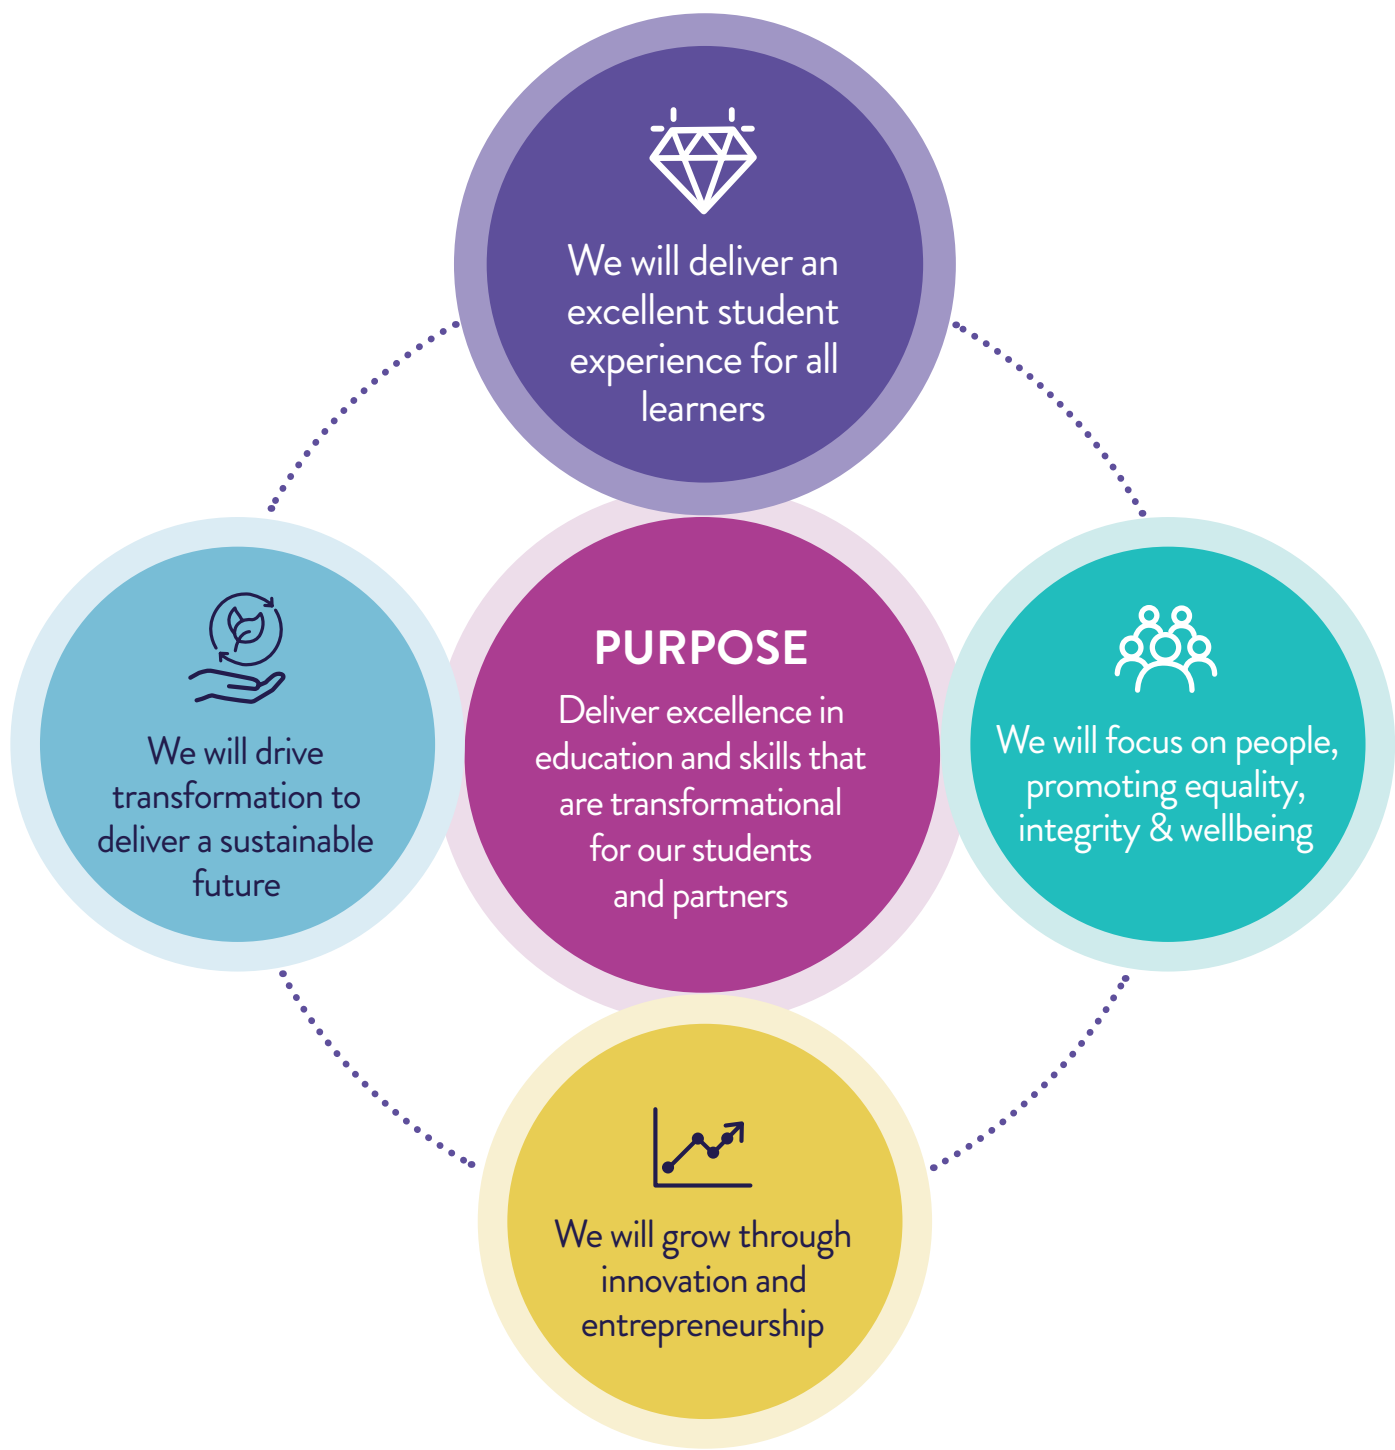 We will deliver an
excellent student
experience for all
learners
We will drive
transformation to
deliver a sustainable
future
PURPOSE
Deliver excellence in
education and skills that
are transformational
for our students
and partners
We will focus on people,
promoting equality,
integrity & wellbeing
We will grow through
innovation and
entrepreneurship